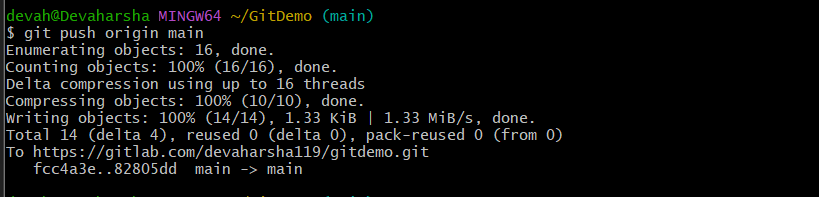 devah@Devaharsha MINGW64 ~/GitDemo (main)
$ git push origin main
Enumerating objects: 16, done.
Counting objects: 100% (16/16), done.
Delta compression using up to 16 threads
Compressing objects: 100% (10/10), done.
Writing objects: 100% (14/14), 1.33 KiB | 1.33 MiB/s, done.
Total 14 (delta 4), reused 0 (delta 0), pack-reused 0 (from 0)
To https://gitlab.com/devaharsha119/gitdemo.git
   fcc4a3e..82805dd  main -> main